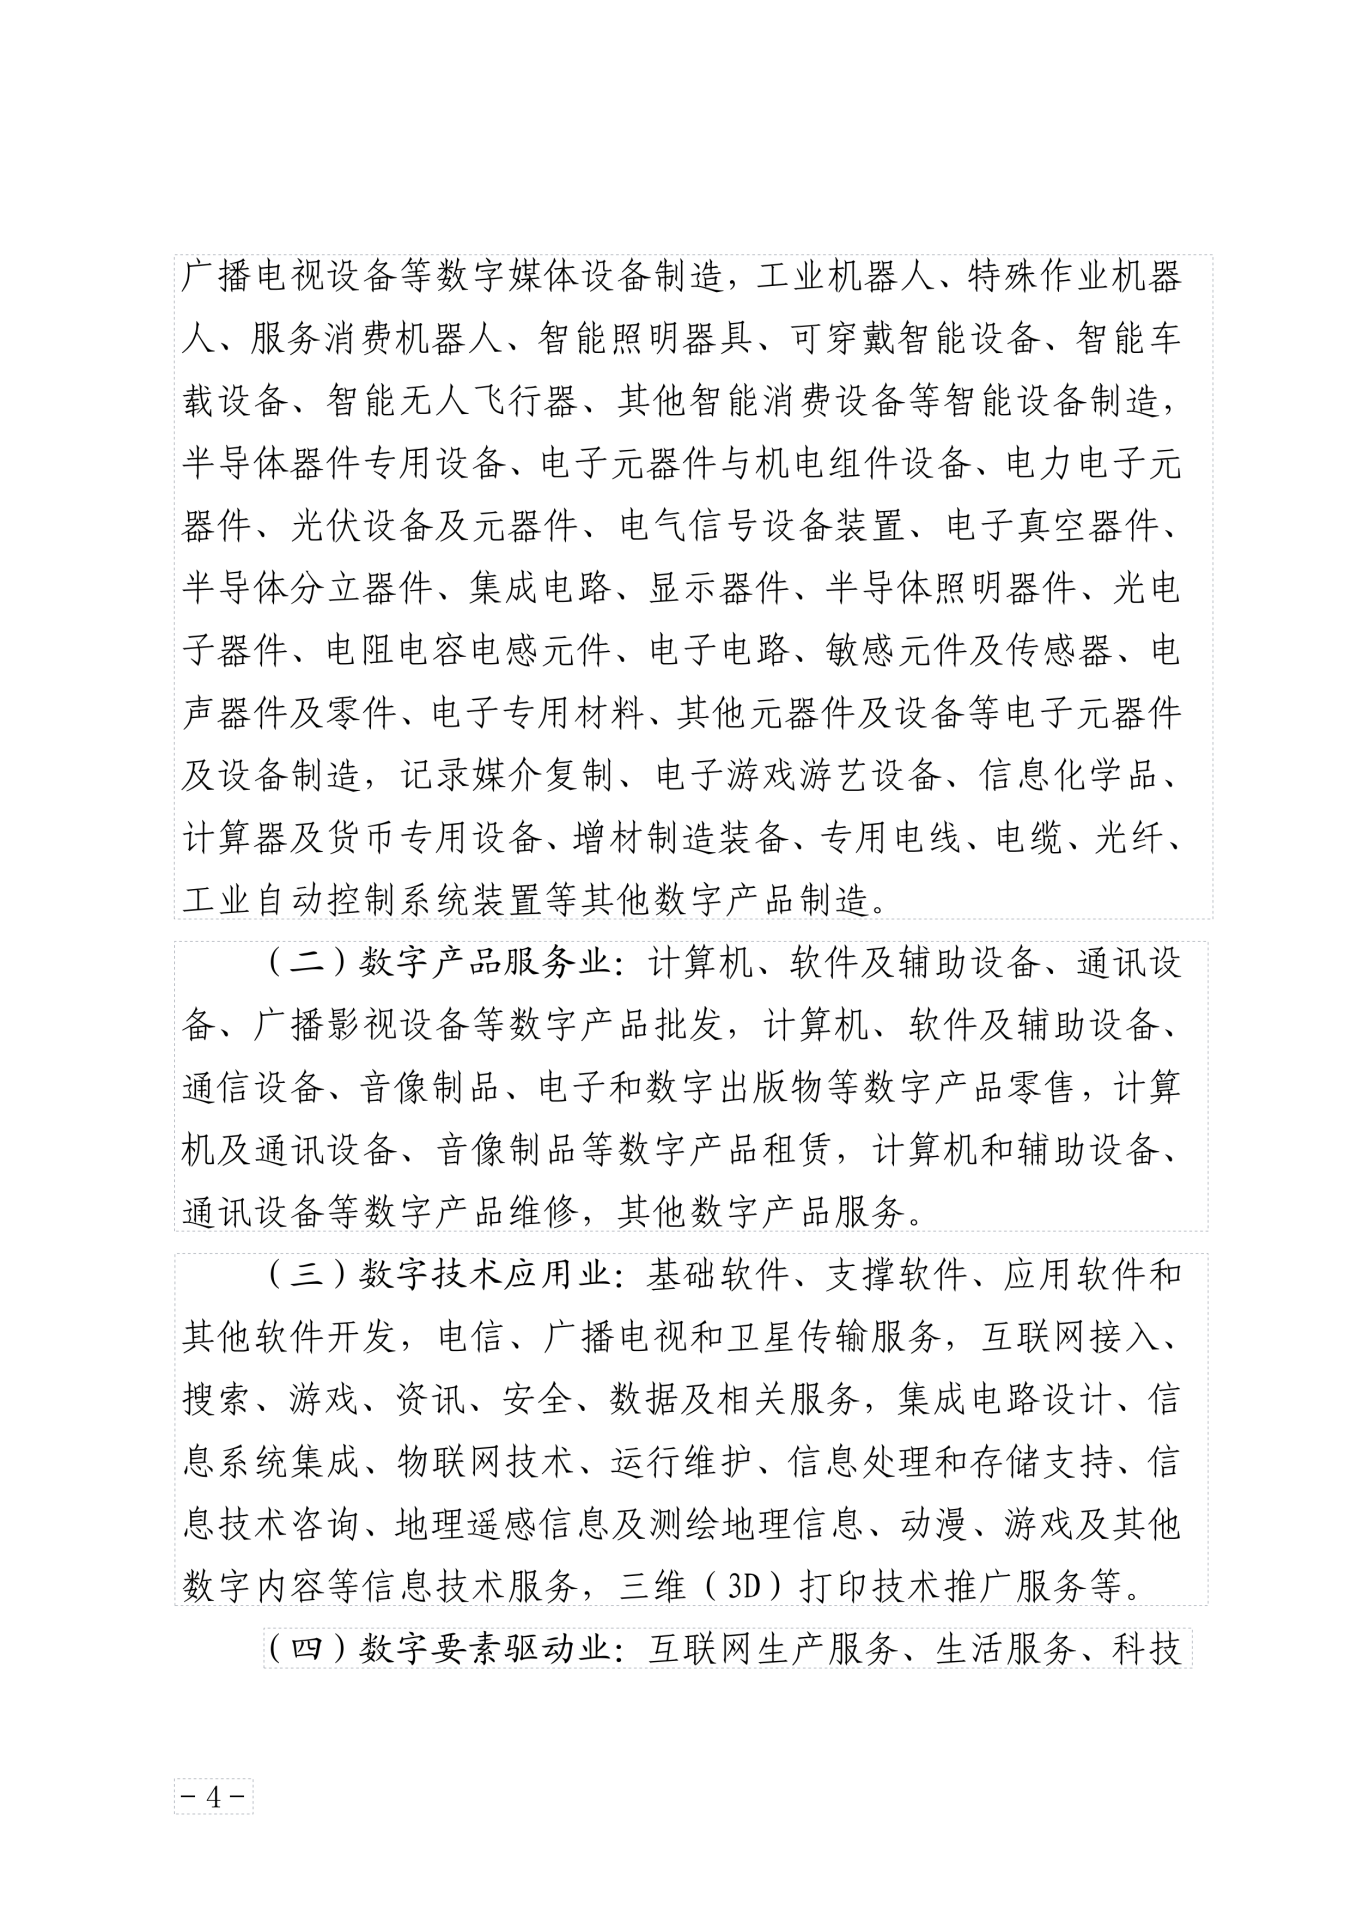 广播电视设备等数字媒体设备制造，工业机器人、特殊作业机器
人、服务消费机器人、智能照明器具、可穿戴智能设备、智能车
载设备、智能无人飞行器、其他智能消费设备等智能设备制造，
半导体器件专用设备、电子元器件与机电组件设备、电力电子元
器件、光伏设备及元器件、电气信号设备装置、电子真空器件、
半导体分立器件、集成电路、显示器件、半导体照明器件、光电
子器件、电阻电容电感元件、电子电路、敏感元件及传感器、电
声器件及零件、电子专用材料、其他元器件及设备等电子元器件
及设备制造，记录媒介复制、电子游戏游艺设备、信息化学品、
计算器及货币专用设备、增材制造装备、专用电线、电缆、光纤、
工业自动控制系统装置等其他数字产品制造。
（二）数字产品服务业：计算机、软件及辅助设备、通讯设
备、广播影视设备等数字产品批发，计算机、软件及辅助设备、
通信设备、音像制品、电子和数字出版物等数字产品零售，计算
机及通讯设备、音像制品等数字产品租赁，计算机和辅助设备、
通讯设备等数字产品维修，其他数字产品服务。
（三）数字技术应用业：基础软件、支撑软件、应用软件和
其他软件开发，电信、广播电视和卫星传输服务，互联网接入、
搜索、游戏、资讯、安全、数据及相关服务，集成电路设计、信
息系统集成、物联网技术、运行维护、信息处理和存储支持、信
息技术咨询、地理遥感信息及测绘地理信息、动漫、游戏及其他
数字内容等信息技术服务，三维（3D）打印技术推广服务等。
（四）数字要素驱动业：互联网生产服务、生活服务、科技
- 4 -